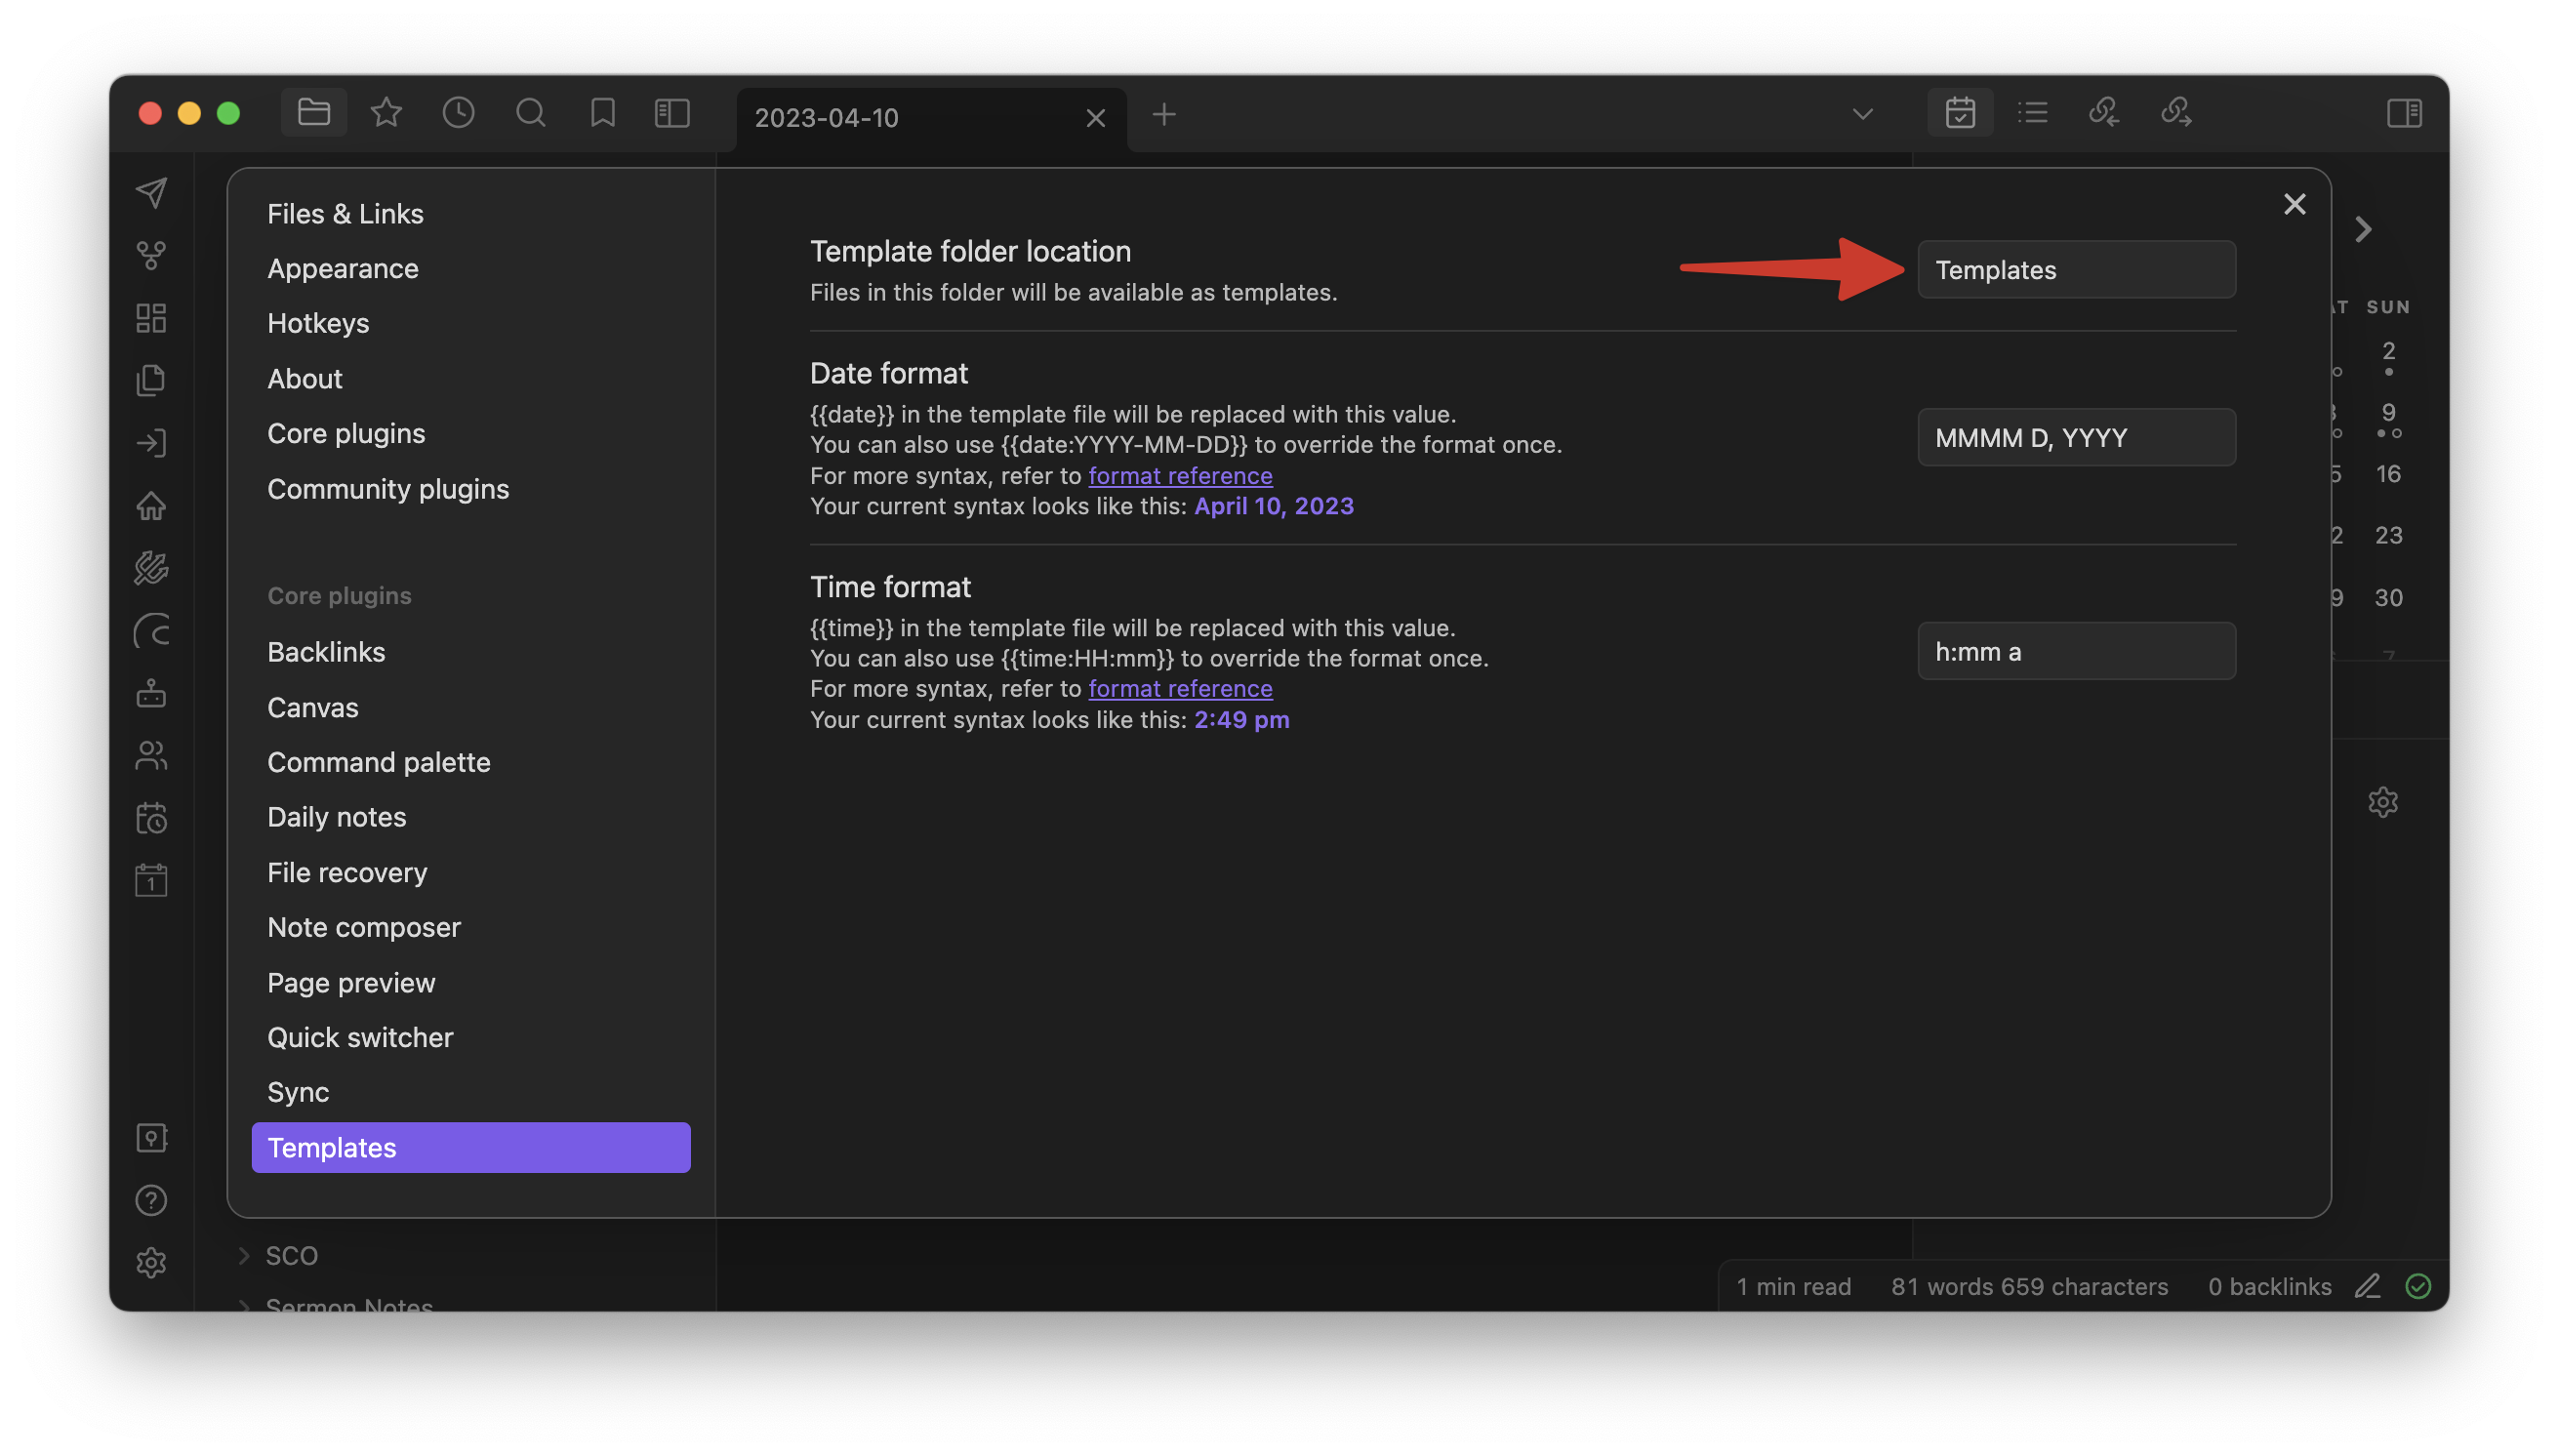 2023-04-10
Files & Links
Appearance
Hotkeys
About
Core plugins
Community plugins
Core plugins
Backlinks
Canvas
Command palette
Daily notes
File recovery
Note composer
Page preview
Quick switcher
Sync
Templates
Template folder location
Files in this folder will be available as templates.
Templates
Date format
{{date}} in the template file will be replaced with this value.
You can also use {{date:YYYY-MM-DD}} to override the format once.
For more syntax, refer to format reference
Your current syntax looks like this: April 10, 2023
MMMM D, YYYY
Time format
{{time}} in the template file will be replaced with this value.
You can also use {{time:HH:mm}} to override the format once.
For more syntax, refer to format reference
Your current syntax looks like this: 2:49 pm
h:mm a
SUN
2
9
16
23
30
7
1
SCO
Sermon Notes
1 min read 81 words 659 characters 0 backlinks